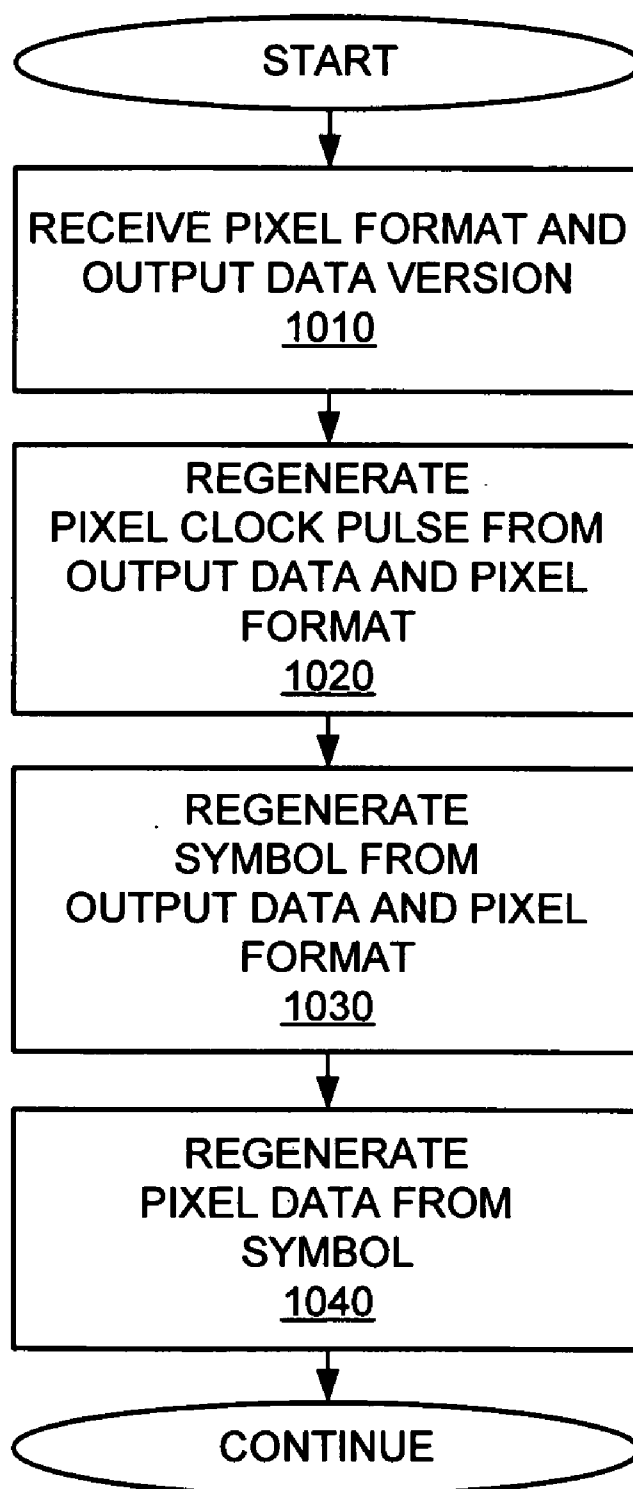 START
RECEIVE PIXEL FORMAT AND
OUTPUT DATA VERSION
1010
REGENERATE
PIXEL CLOCK PULSE FROM
OUTPUT DATA AND PIXEL
FORMAT
1020
REGENERATE
SYMBOL FROM
OUTPUT DATA AND PIXEL
FORMAT
1030
REGENERATE
PIXEL DATA FROM
SYMBOL
1040
CONTINUE